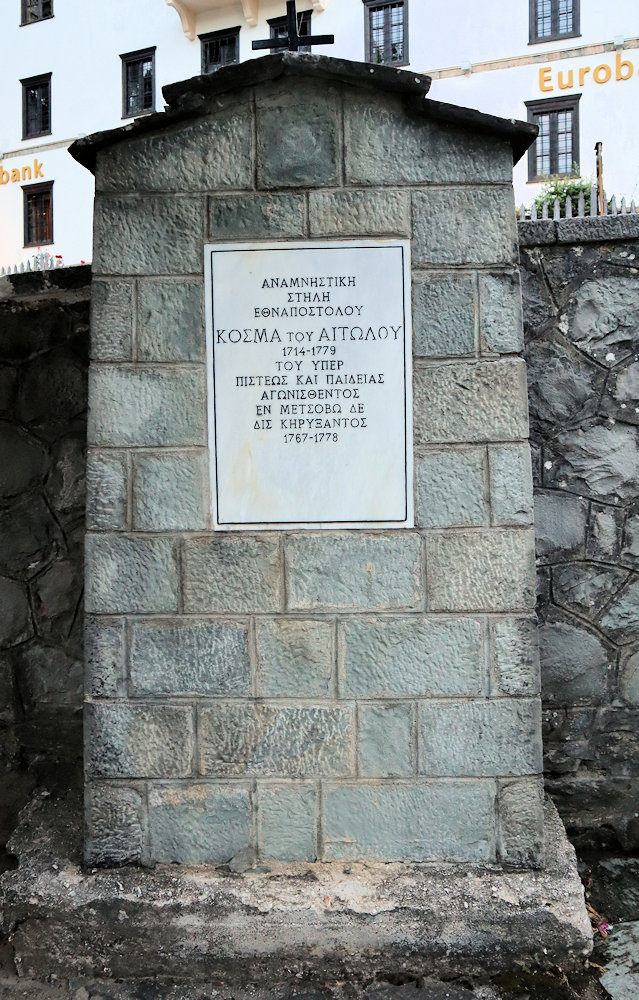 Eurob
bank
ΑΝΑΜΝΗΣΤΙΚΗ
ΣΤΗΛΗ
ΕΘΝΑΠΟΣΤΟΛΟΥ
ΚΟΣΜΑ ΤΟΥ ΑΙΤΩΛΟΥ
1714-1779
ΤΟΥ ΥΠΕΡ
ΠΙΣΤΕΩΣ ΚΑΙ ΠΑΙΔΕΙΑΣ
ΑΓΩΝΙΣΘΕΝΤΟΣ
ΕΝ ΜΕΤΣΟΒΩ ΔΕ
ΔΙΣ ΚΗΡΥΞΑΝΤΟΣ
1767-1778